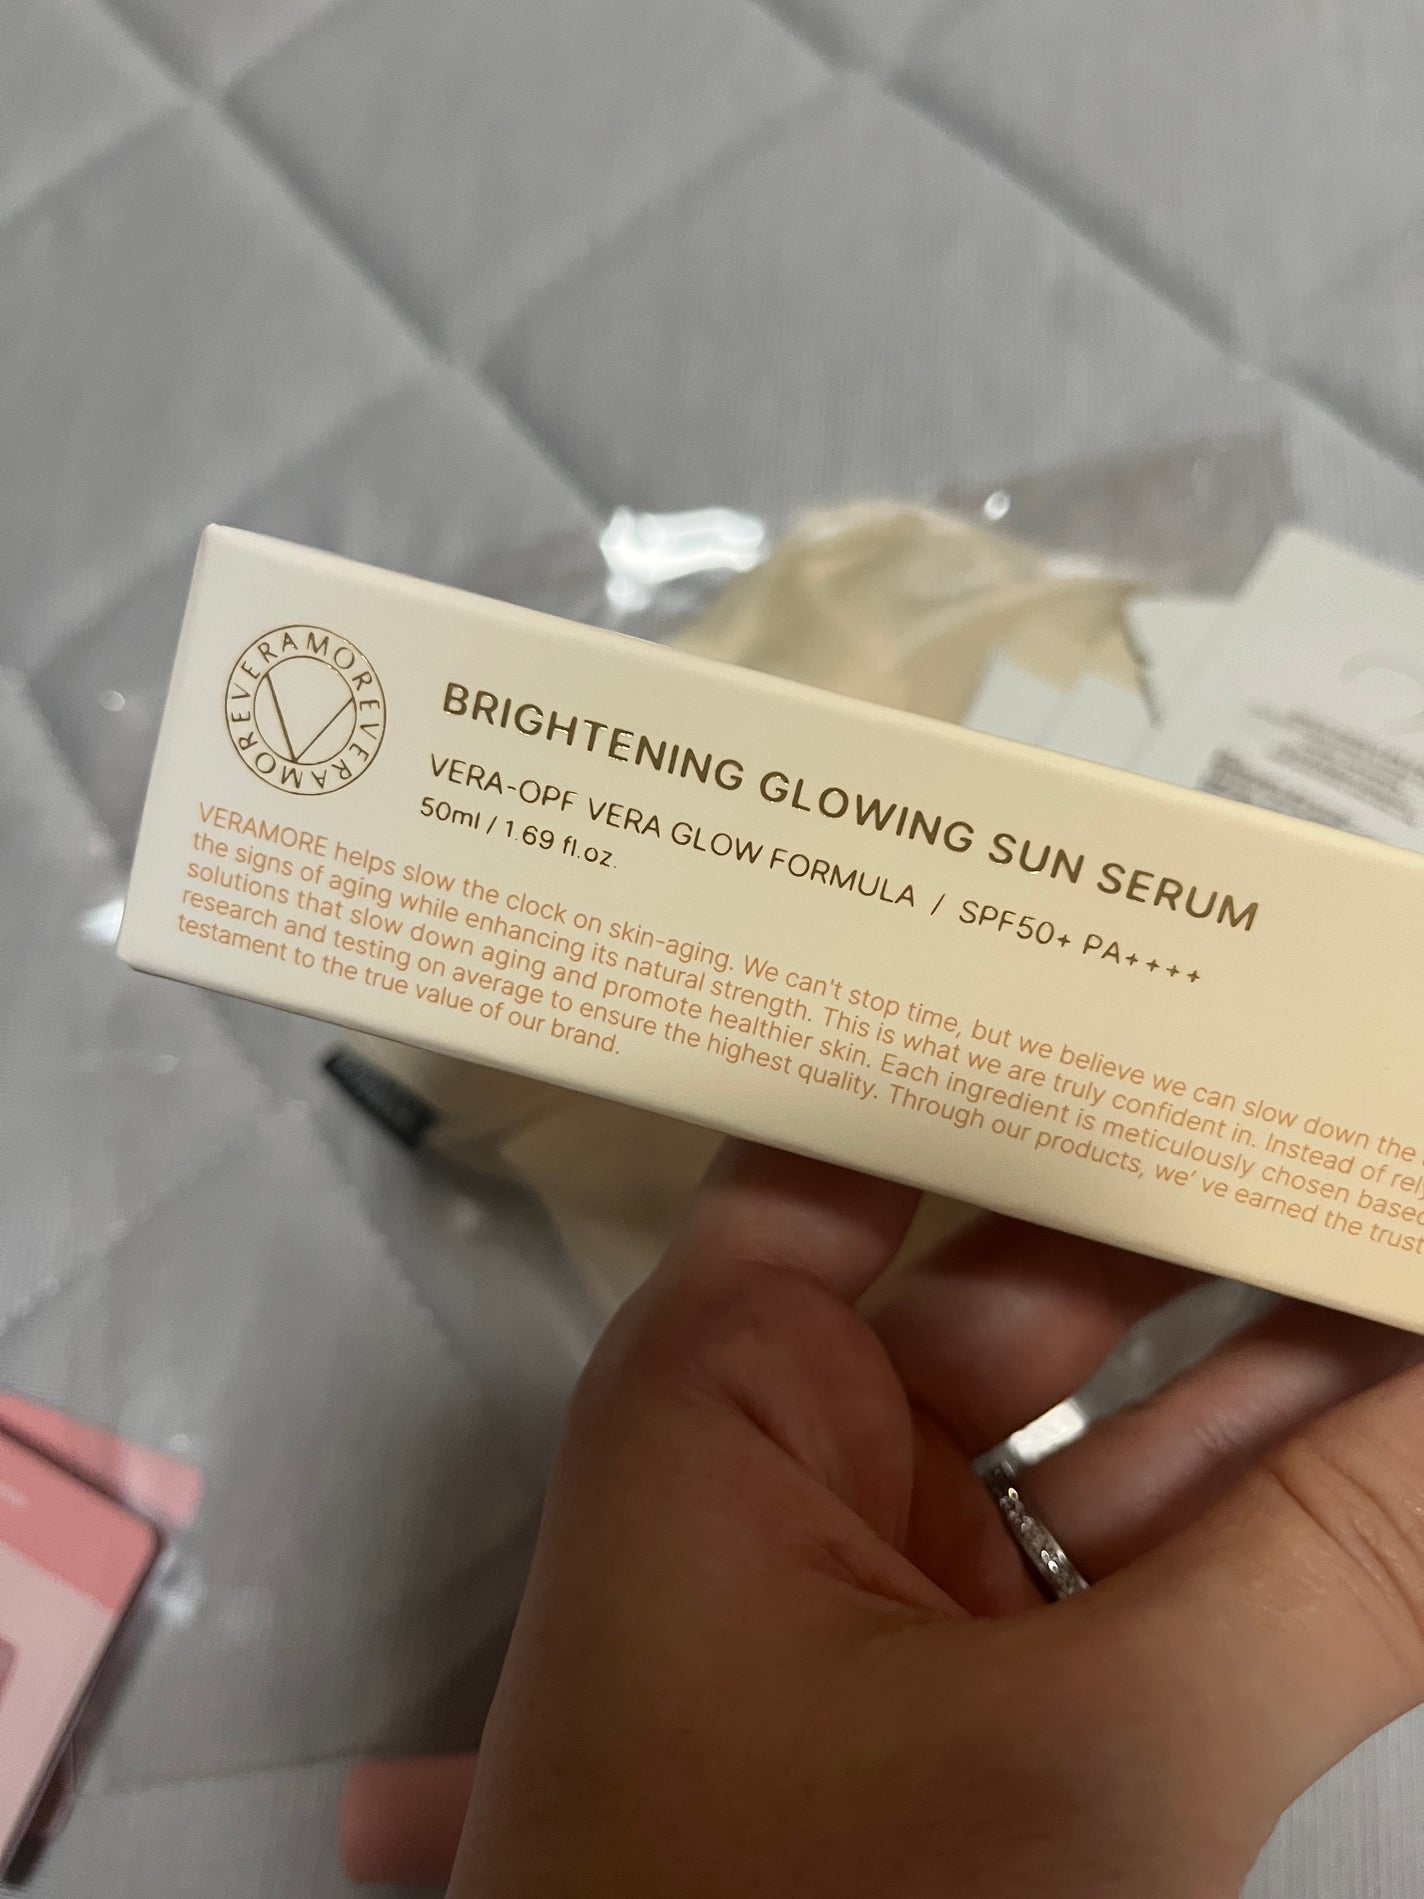 VERAMOREVERAMOREVERAMORE
BRIGHTENING GLOWING SUN SERUM
VERA-OPF VERA GLOW FORMULA / SPF50+ PA++++
50ml / 1.69 fl.oz.
VERAMORE helps slow the clock on skin-aging. We can't stop time, but we believe we can slow down the
the signs of aging while enhancing its natural strength. This is what we are truly confident in. Instead of
solutions that slow down aging and promote healthier skin. Each ingredient is meticulously chosen based
research and testing on average to ensure the highest quality. Through our products, we' ve earned the trust
testament to the true value of our brand.